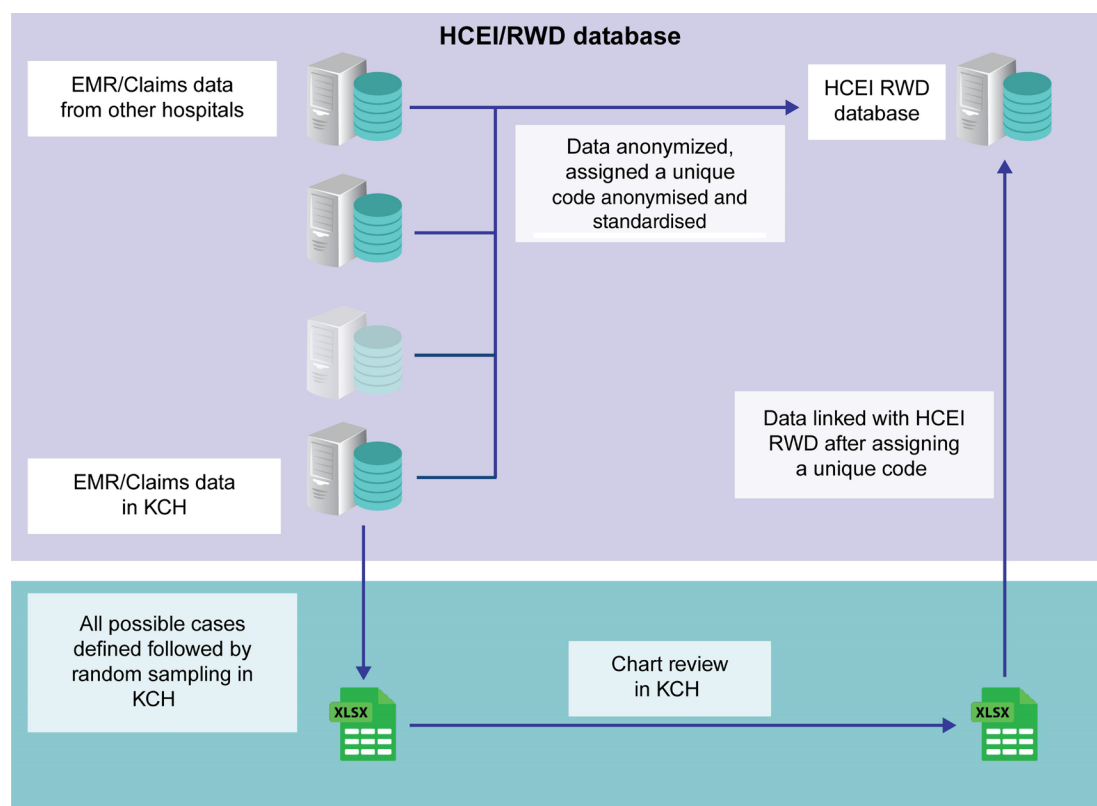 HCEI/RWD database
EMR/Claims data
from other hospitals
HCEI RWD
database
Data anonymized,
assigned a unique
code anonymised and
standardised
Data linked with HCEI
RWD after assigning
a unique code
EMR/Claims data
in KCH
All possible cases
defined followed by
random sampling in
KCH
Chart review
in KCH
XLSX
XLSX